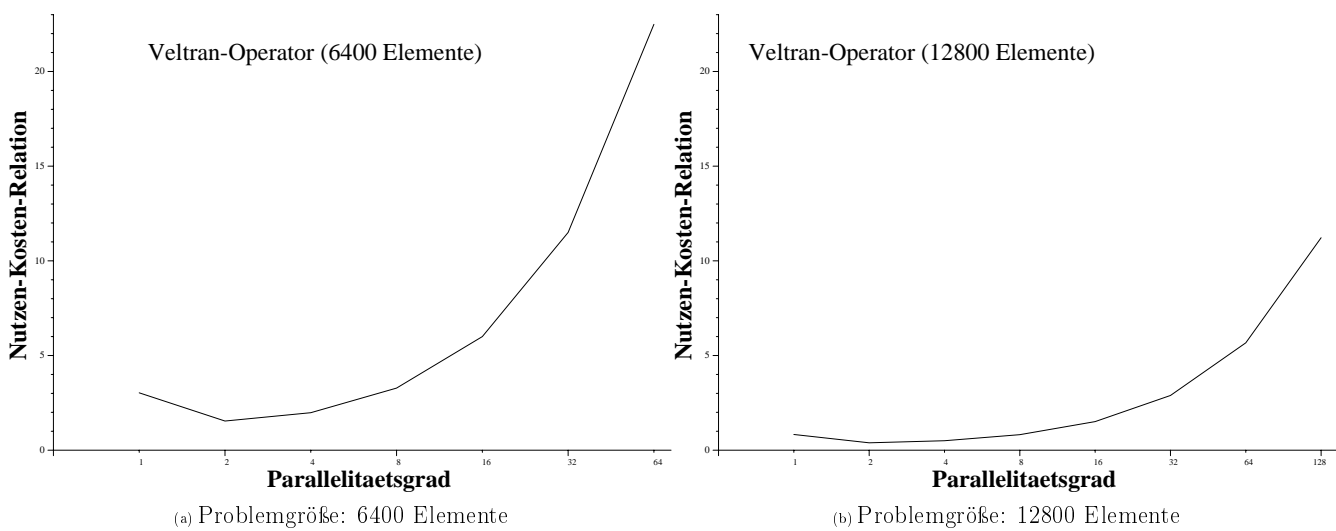 Veltran-Operator (6400 Elemente)
Nutzen-Kosten-Relation
20
15
10
5
0
1 2 4 8 16 32 64
Parallelitaetsgrad
(a) Problemgröße: 6400 Elemente
Veltran-Operator (12800 Elemente)
Nutzen-Kosten-Relation
20
15
10
5
0
1 2 4 8 16 32 64 128
Parallelitaetsgrad
(b) Problemgröße: 12800 Elemente